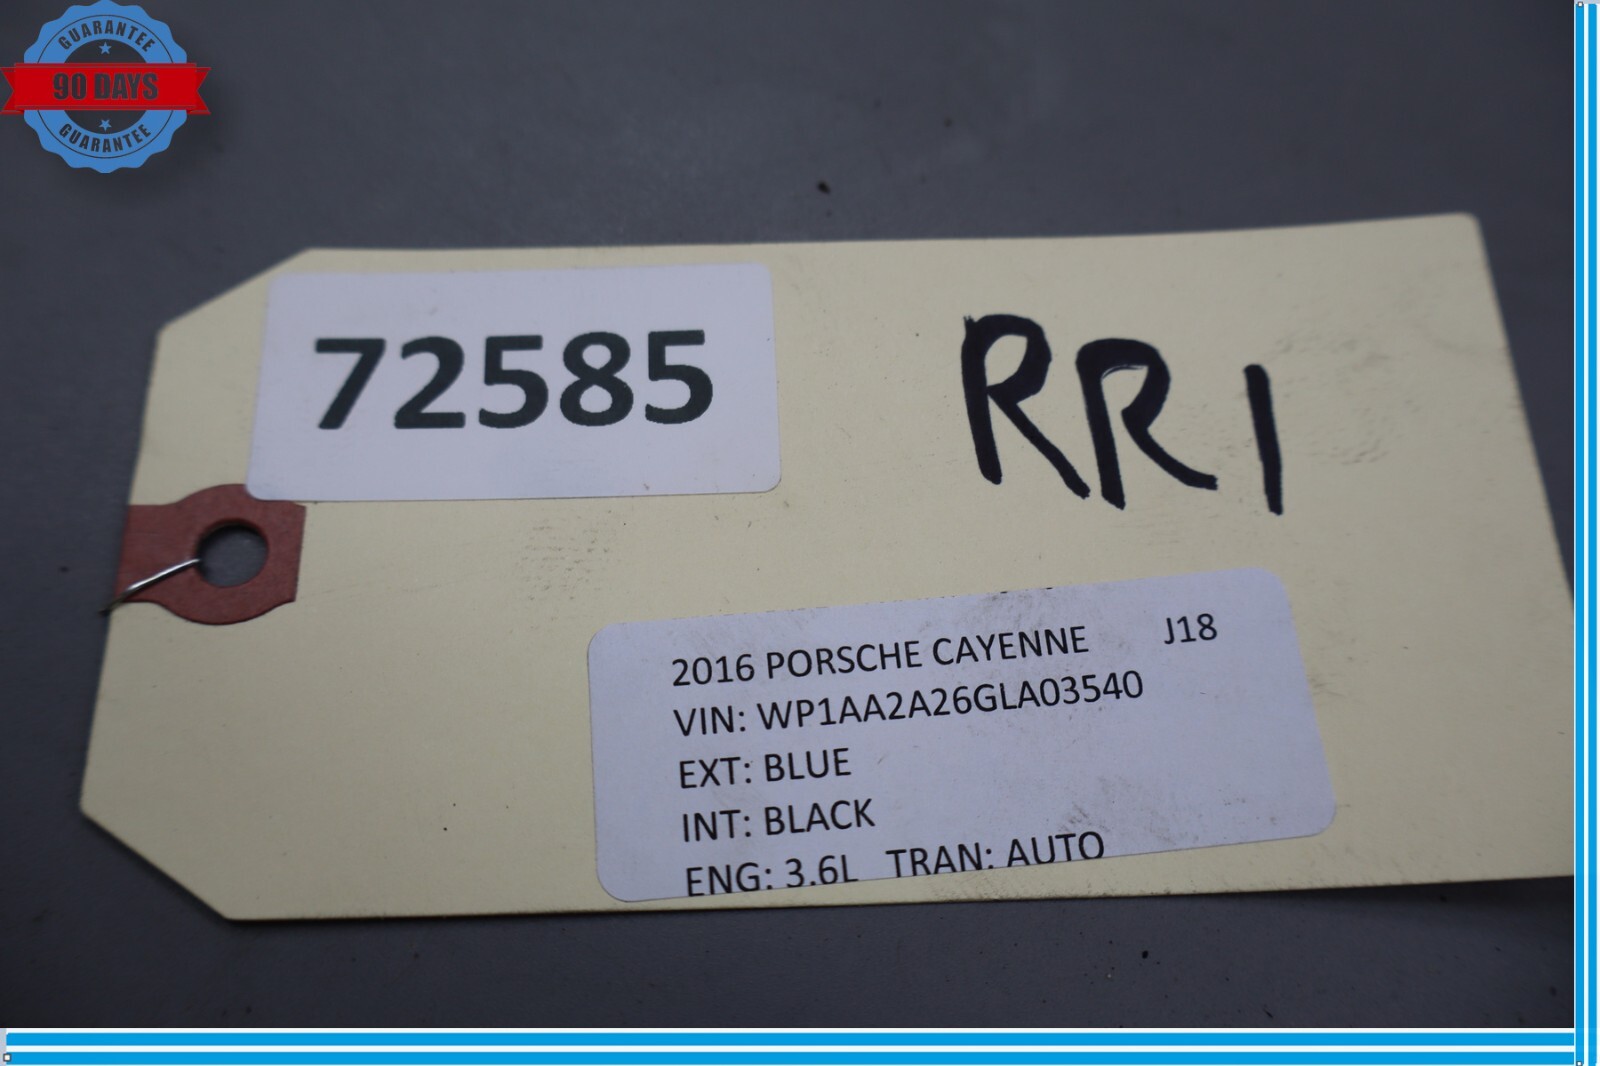 GUARANTEE
90 DAYS
GUARANTEE
72585
RR1
2016 PORSCHE CAYENNE J18
VIN: WP1AA2A26GLA03540
EXT: BLUE
INT: BLACK
ENG: 3.6L TRAN: AUTO